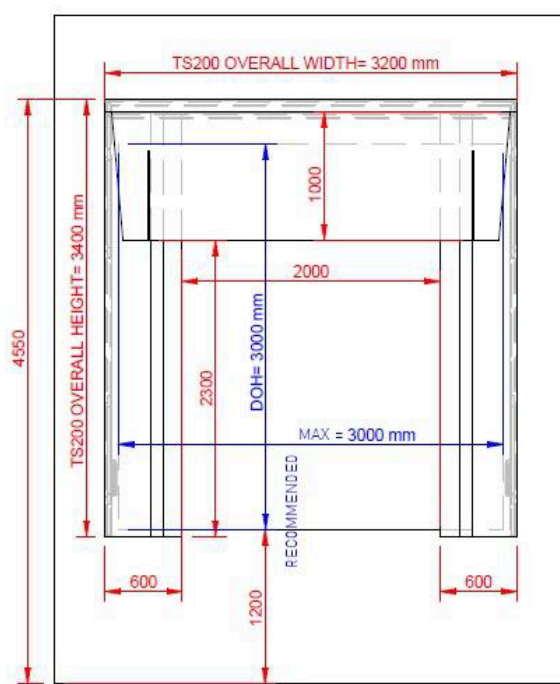 TS200 OVERALL WIDTH= 3200 mm
TS200 OVERALL HEIGHT= 3400 mm
4550
1000
2000
2300
DOH= 3000 mm
MAX = 3000 mm
RECOMMENDED
600
1200
600